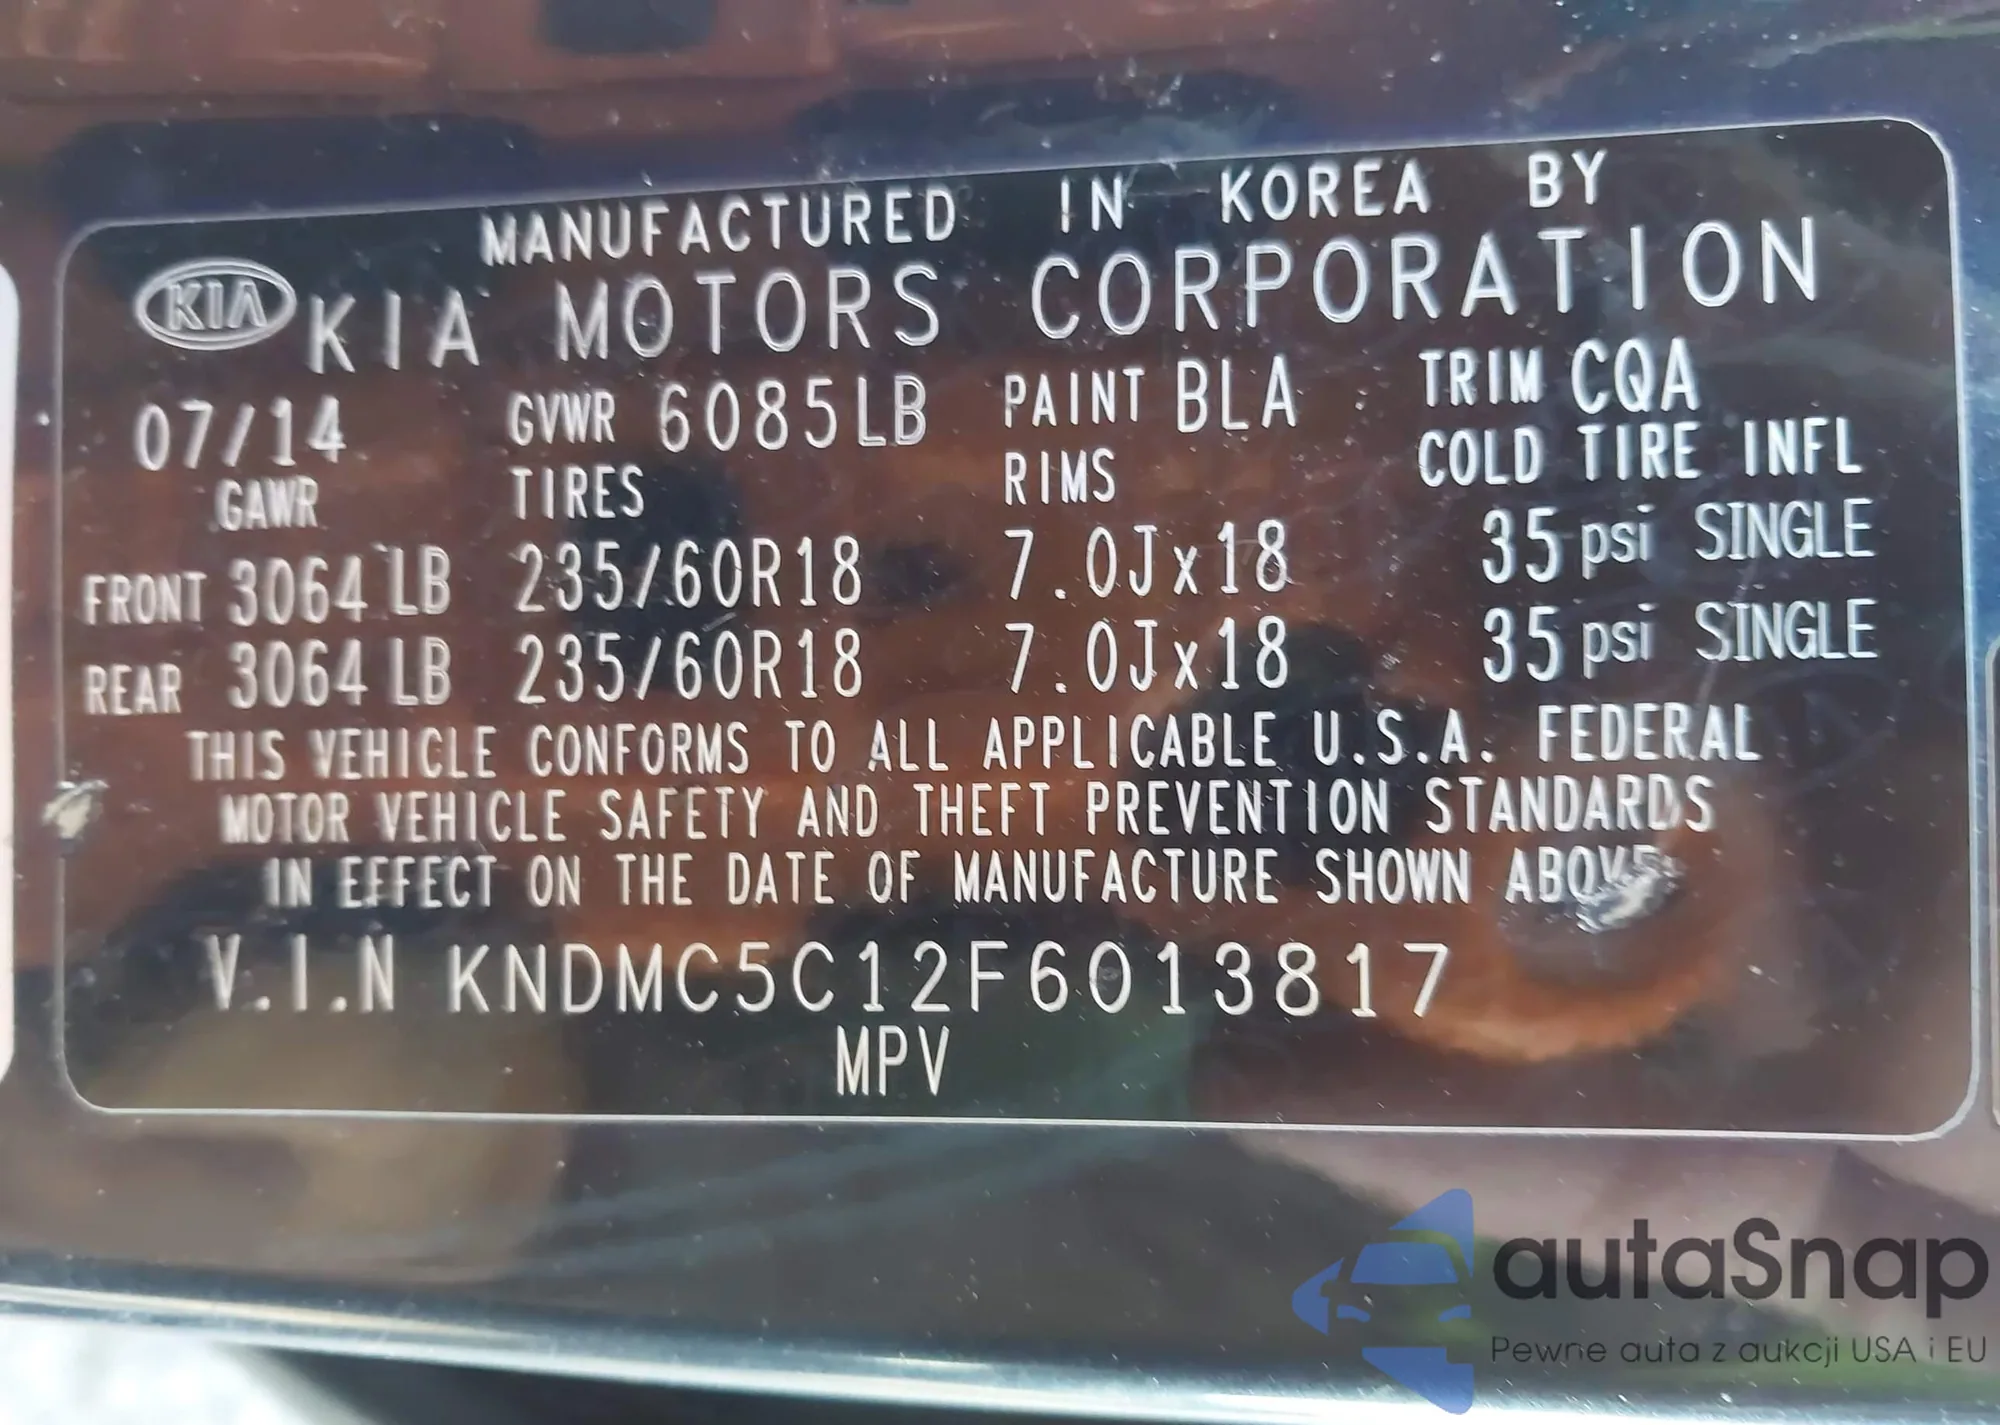 MANUFACTURED IN KOREA BY
KIA KIA MOTORS CORPORATION
07/14 GVWR 6085LB PAINT BLA TRIM CQA
GAWR TIRES RIMS COLD TIRE INFL
FRONT 3064 LB 235/60R18 7.0Jx18 35 psi SINGLE
REAR 3064 LB 235/60R18 7.0Jx18 35 psi SINGLE
THIS VEHICLE CONFORMS TO ALL APPLICABLE U.S.A. FEDERAL
MOTOR VEHICLE SAFETY AND THEFT PREVENTION STANDARDS
IN EFFECT ON THE DATE OF MANUFACTURE SHOWN ABOVE.
V.I.N KNDMC5C12F6013817
MPV
autaSnap
Pewne auta z aukcji USA i EU